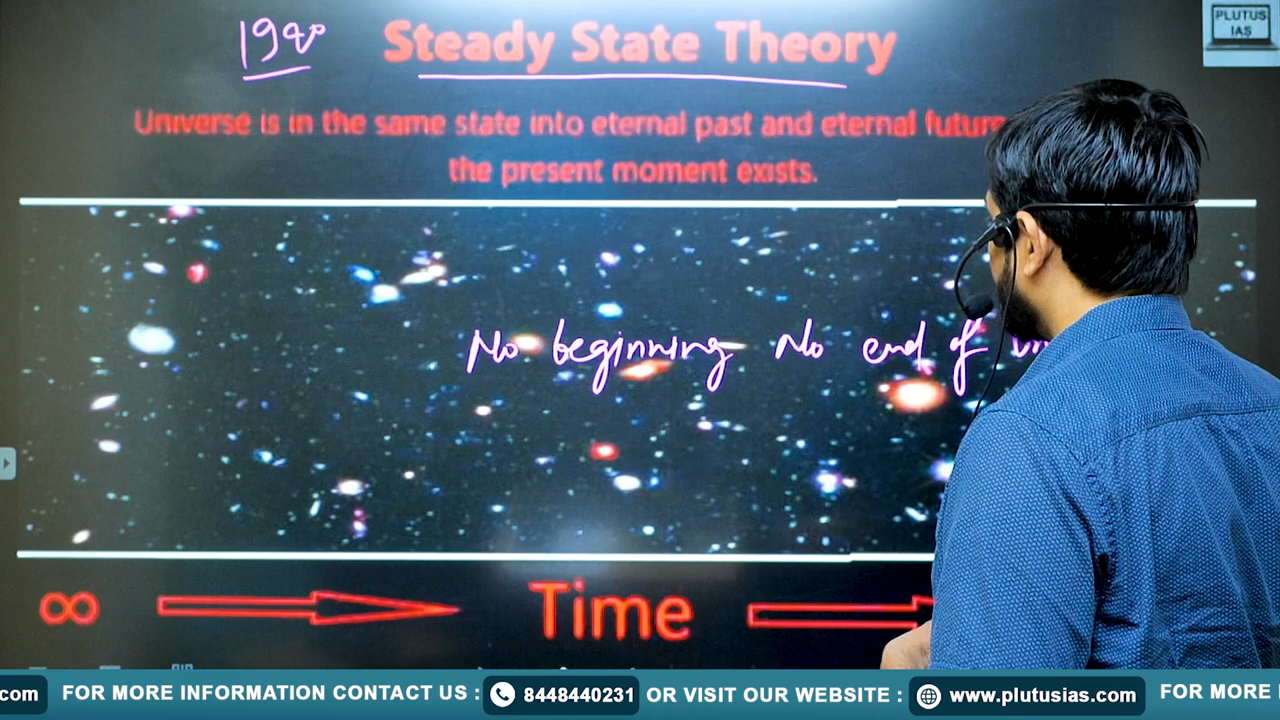 PLUTUS
IAS
Steady State Theory
Universe is in the same state into eternal past and eternal future
the present moment exists.
No beginning No end of
∞ Time
.com FOR MORE INFORMATION CONTACT US : 8448440231 OR VISIT OUR WEBSITE : www.plutusias.com FOR MORE